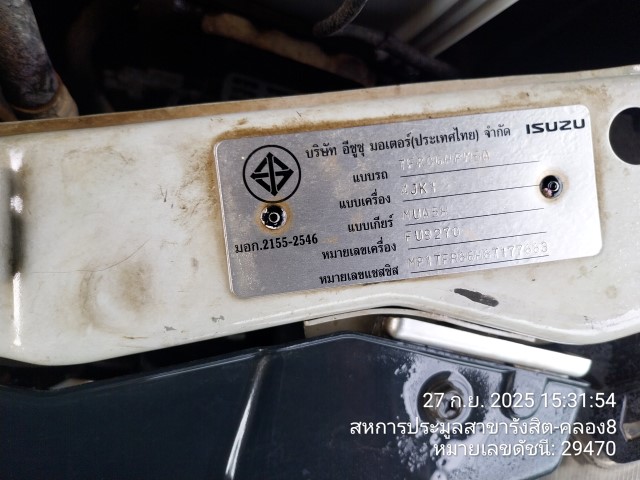 บริษัท อีซูซุ มอเตอร์(ประเทศไทย) จำกัด ISUZU
แบบรถ
แบบเครื่อง 4JK1
แบบเกียร์ MUA5H
หมายเลขเครื่อง FU9270
หมายเลขแชสซิส
มอก.2155-2546
27 ก.ย. 2025 15:31:54
สหการประมูลสาขารังสิต-คลอง8
หมายเลขดัชนี: 29470